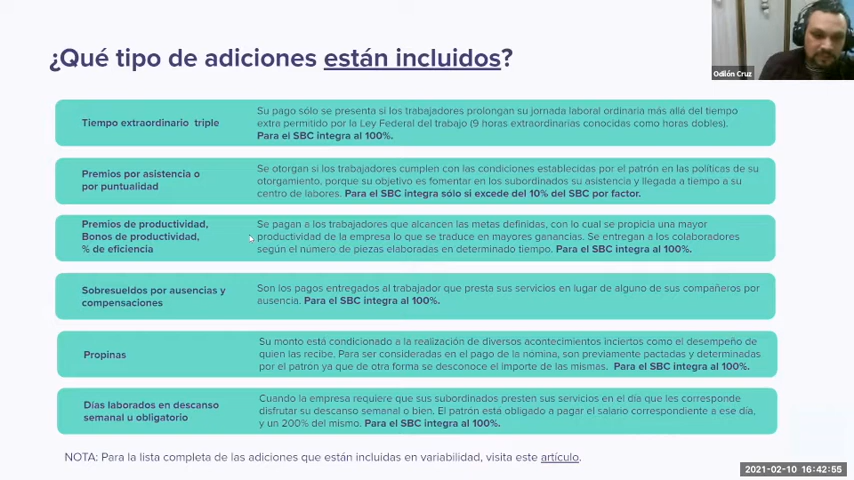 ¿Qué tipo de adiciones están incluidos?
Odilón Cruz
Tiempo extraordinario triple
Su pago sólo se presenta si los trabajadores prolongan su jornada laboral ordinaria más allá del tiempo
extra permitido por la Ley Federal del trabajo (9 horas extraordinarias conocidas como horas dobles).
Para el SBC integra al 100%.
Premios por asistencia o
por puntualidad
Se otorgan si los trabajadores cumplen con las condiciones establecidas por el patrón en las políticas de su
otorgamiento, porque su objetivo es fomentar en los subordinados su asistencia y llegada a tiempo a su
centro de labores. Para el SBC integra sólo si excede del 10% del SBC por factor.
Premios de productividad,
Bonos de productividad,
% de eficiencia
Se pagan a los trabajadores que alcancen las metas definidas, con lo cual se propicia una mayor
productividad de la empresa lo que se traduce en mayores ganancias. Se entregan a los colaboradores
según el número de piezas elaboradas en determinado tiempo. Para el SBC integra al 100%.
Sobresueldos por ausencias y
compensaciones
Son los pagos entregados al trabajador que presta sus servicios en lugar de alguno de sus compañeros por
ausencia. Para el SBC integra al 100%.
Propinas
Su monto está condicionado a la realización de diversos acontecimientos inciertos como el desempeño de
quien las recibe. Para ser consideradas en el pago de la nómina, son previamente pactadas y determinadas
por el patrón ya que de otra forma se desconoce el importe de las mismas. Para el SBC integra al 100%.
Días laborados en descanso
semanal u obligatorio
Cuando la empresa requiere que sus subordinados presten sus servicios en el día que les corresponde
disfrutar su descanso semanal o bien. El patrón está obligado a pagar el salario correspondiente a ese día,
y un 200% del mismo. Para el SBC integra al 100%.
NOTA: Para la lista completa de las adiciones que están incluidas en variabilidad, visita este artículo.
2021-02-10 16:42:55